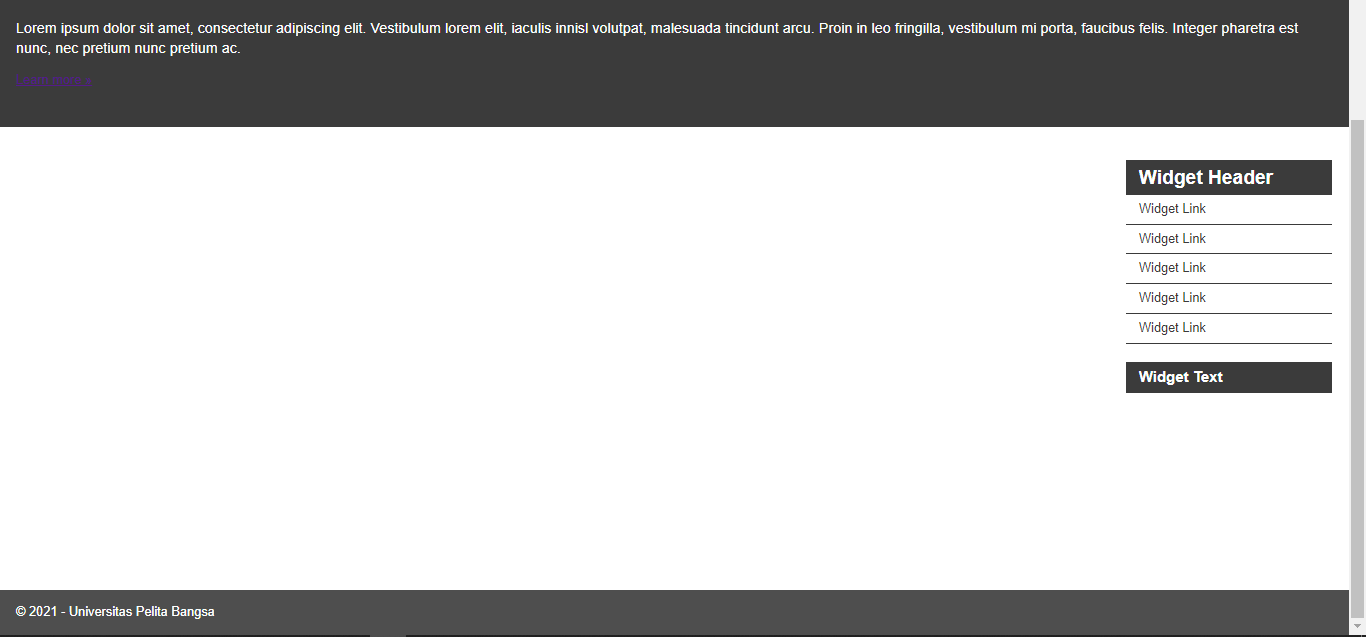 Lorem ipsum dolor sit amet, consectetur adipiscing elit. Vestibulum lorem elit, iaculis innisl volutpat, malesuada tincidunt arcu. Proin in leo fringilla, vestibulum mi porta, faucibus felis. Integer pharetra est
nunc, nec pretium nunc pretium ac.
Widget Header
Widget Link
Widget Link
Widget Link
Widget Link
Widget Link
Widget Text
© 2021 - Universitas Pelita Bangsa